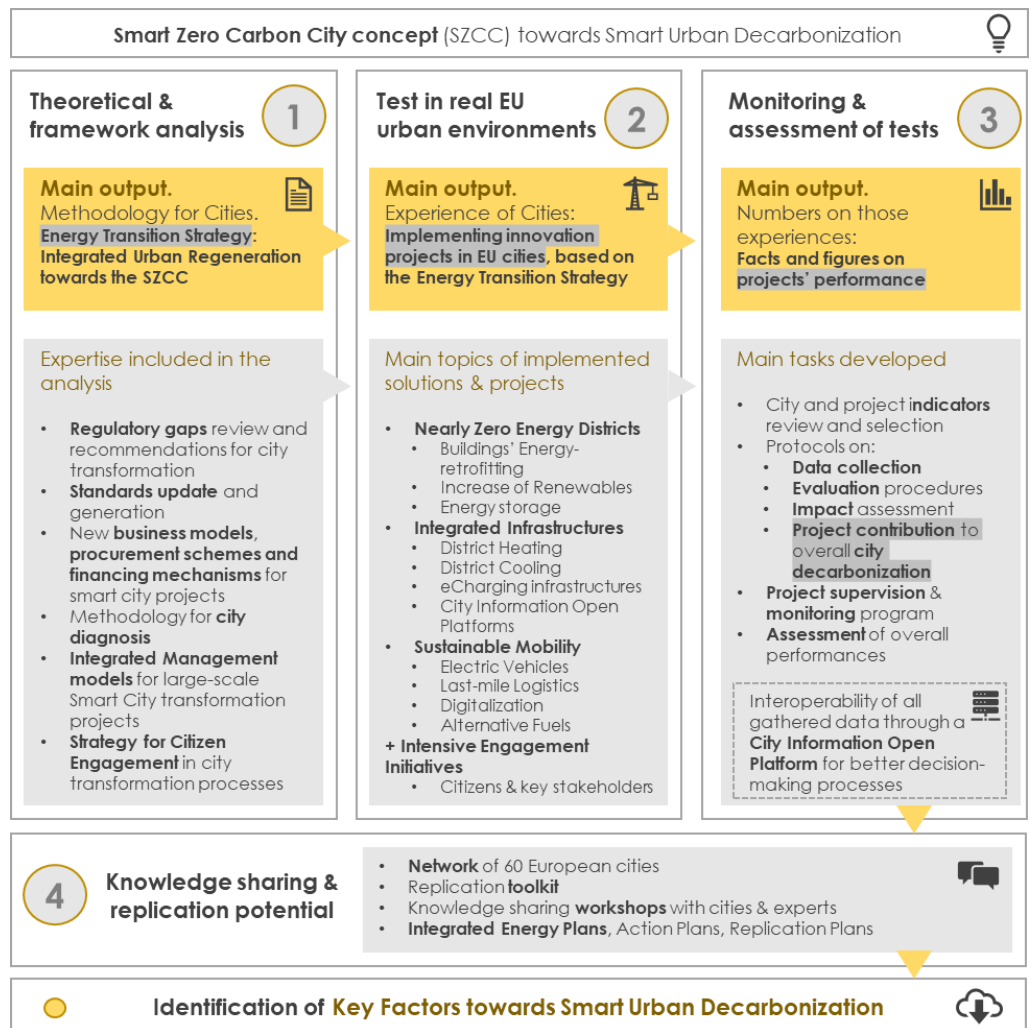 Smart Zero Carbon City concept (SZCC) towards Smart Urban Decarbonization
Theoretical &
framework analysis
1
Main output.
Methodology for Cities.
Energy Transition Strategy:
Integrated Urban Regeneration
towards the SZCC
Expertise included in the
analysis
• Regulatory gaps review and
recommendations for city
transformation
• Standards update and
generation
• New business models,
procurement schemes and
financing mechanisms for
smart city projects
• Methodology for city
diagnosis
• Integrated Management
models for large-scale
Smart City transformation
projects
• Strategy for Citizen
Engagement in city
transformation processes
Test in real EU
urban environments
2
Main output.
Experience of Cities:
Implementing innovation
projects in EU cities, based on
the Energy Transition Strategy
Main topics of implemented
solutions & projects
• Nearly Zero Energy Districts
• Buildings' Energy-
retrofitting
• Increase of Renewables
• Energy storage
• Integrated Infrastructures
• District Heating
• District Cooling
• eCharging infrastructures
• City Information Open
Platforms
• Sustainable Mobility
• Electric Vehicles
• Last-mile Logistics
• Digitalization
• Alternative Fuels
+ Intensive Engagement
Initiatives
• Citizens & key stakeholders
Monitoring &
assessment of tests
3
Main output.
Numbers on those
experiences:
Facts and figures on
projects' performance
Main tasks developed
• City and project indicators
review and selection
• Protocols on:
• Data collection
• Evaluation procedures
• Impact assessment
• Project contribution to
overall city
decarbonization
• Project supervision &
monitoring program
• Assessment of overall
performances
Interoperability of all
gathered data through a
City Information Open
Platform for better decision-
making processes
4
Knowledge sharing &
replication potential
• Network of 60 European cities
• Replication toolkit
• Knowledge sharing workshops with cities & experts
• Integrated Energy Plans, Action Plans, Replication Plans
Identification of Key Factors towards Smart Urban Decarbonization